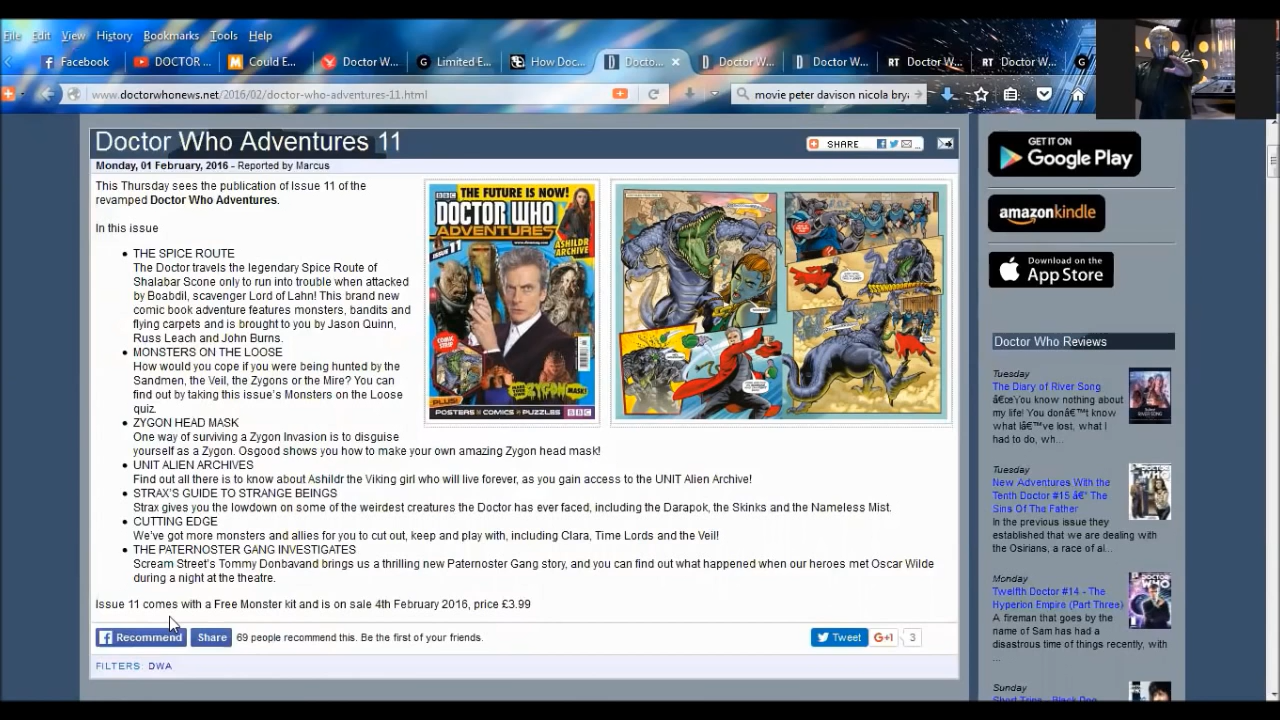 File Edit View History Bookmarks Tools Help
Facebook DOCTOR ... Could E... Doctor W... Limited E... How Doc... Docto... Doctor W... Doctor W... Doctor W... Doctor W...
www.doctorwhonews.net/2016/02/doctor-who-adventures-11.html
movie peter davison nicola bry
Doctor Who Adventures 11
SHARE
Monday, 01 February, 2016 - Reported by Marcus
This Thursday sees the publication of Issue 11 of the
revamped Doctor Who Adventures.
In this issue
THE SPICE ROUTE
The Doctor travels the legendary Spice Route of
Shalabar Scone only to run into trouble when attacked
by Boabdil, scavenger Lord of Lahn! This brand new
comic book adventure features monsters, bandits and
flying carpets and is brought to you by Jason Quinn,
Russ Leach and John Burns.
MONSTERS ON THE LOOSE
How would you cope if you were being hunted by the
Sandmen, the Veil, the Zygons or the Mire? You can
find out by taking this issue's Monsters on the Loose
quiz.
ZYGON HEAD MASK
One way of surviving a Zygon Invasion is to disguise
yourself as a Zygon. Osgood shows you how to make your own amazing Zygon head mask!
UNIT ALIEN ARCHIVES
Find out all there is to know about Ashildr the Viking girl who will live forever, as you gain access to the UNIT Alien Archive!
STRAX'S GUIDE TO STRANGE BEINGS
Strax gives you the lowdown on some of the weirdest creatures the Doctor has ever faced, including the Darapok, the Skinks and the Nameless Mist.
CUTTING EDGE
We've got more monsters and allies for you to cut out, keep and play with, including Clara, Time Lords and the Veil!
THE PATERNOSTER GANG INVESTIGATES
Scream Street's Tommy Donbavand brings us a thrilling new Paternoster Gang story, and you can find out what happened when our heroes met Oscar Wilde
during a night at the theatre.
Issue 11 comes with a Free Monster kit and is on sale 4th February 2016, price £3.99
Recommend Share 69 people recommend this. Be the first of your friends.
Tweet G+1 3
FILTERS: DWA
BBC THE FUTURE IS NOW!
DOCTOR WHO
ADVENTURES
ISSUE 11
ASHILDR
ARCHIVE
COMIC
STRIP
MAKE YOUR OWN ZYGON MASK!
PLUS!
POSTERS COMICS PUZZLES BBC
GET IT ON
Google Play
amazonkindle
Download on the
App Store
Doctor Who Reviews
Tuesday
The Diary of River Song
â€œYou know nothing about
my life! You donâ€™t know
what Iâ€™ve lost, what I
had to do, wh...
Tuesday
New Adventures With the
Tenth Doctor #15 â€“ The
Sins Of The Father
In the previous issue they
established that we are dealing
with the Osirians, a race of al...
Monday
Twelfth Doctor #14 - The
Hyperion Empire (Part Three)
A fireman that goes by the
name of Sam has had a
disastrous time of things recently, with
...
Sunday
Short Trips - Black Dog